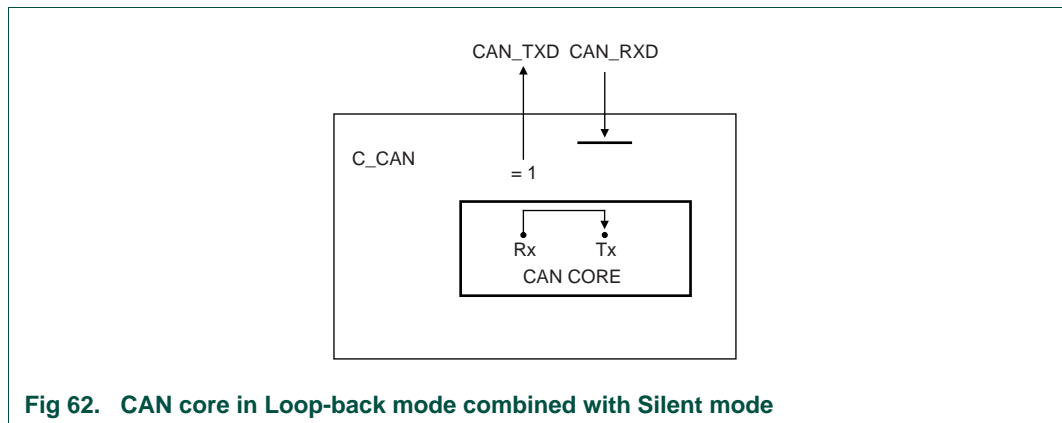 CAN_TXD CAN_RXD
C_CAN
= 1
Rx Tx
CAN CORE
Fig 62. CAN core in Loop-back mode combined with Silent mode